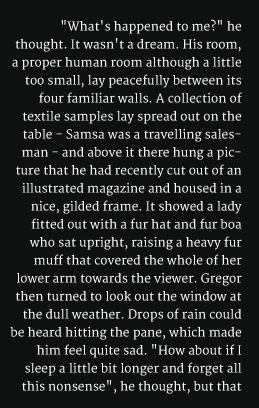 "What's happened to me?" he
thought. It wasn't a dream. His room,
a proper human room although a little
too small, lay peacefully between its
four familiar walls. A collection of
textile samples lay spread out on the
table - Samsa was a travelling sales-
man - and above it there hung a pic-
ture that he had recently cut out of an
illustrated magazine and housed in a
nice, gilded frame. It showed a lady
fitted out with a fur hat and fur boa
who sat upright, raising a heavy fur
muff that covered the whole of her
lower arm towards the viewer. Gregor
then turned to look out the window at
the dull weather. Drops of rain could
be heard hitting the pane, which made
him feel quite sad. "How about if I
sleep a little bit longer and forget all
this nonsense", he thought, but that